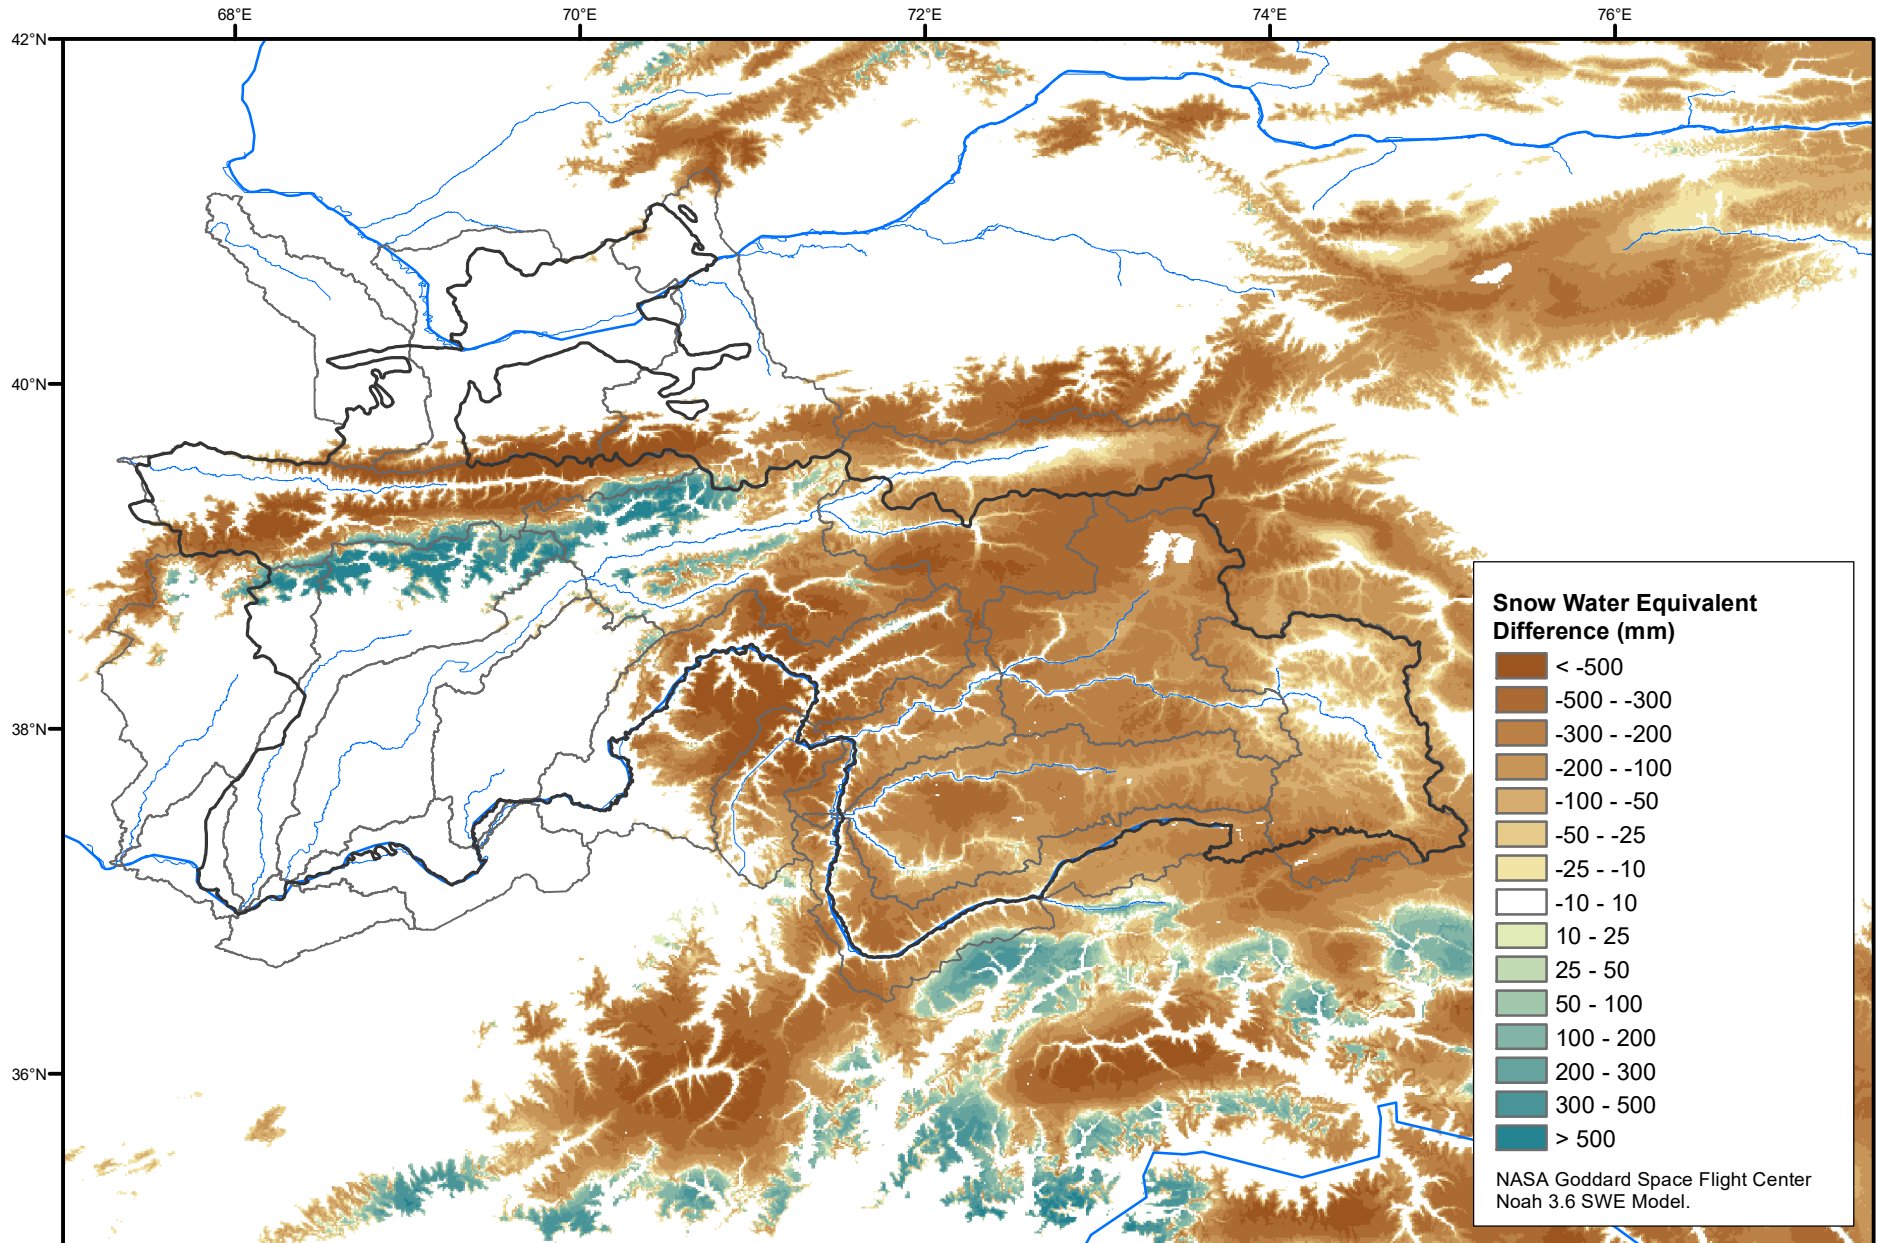 68°E
70°E
72°E
74°E
76°E
42°N
40°N
38°N
36°N
Snow Water Equivalent
Difference (mm)
< -500
-500 - -300
-300 - -200
-200 - -100
-100 - -50
-50 - -25
-25 - -10
-10 - 10
10 - 25
25 - 50
50 - 100
100 - 200
200 - 300
300 - 500
> 500
NASA Goddard Space Flight Center
Noah 3.6 SWE Model.